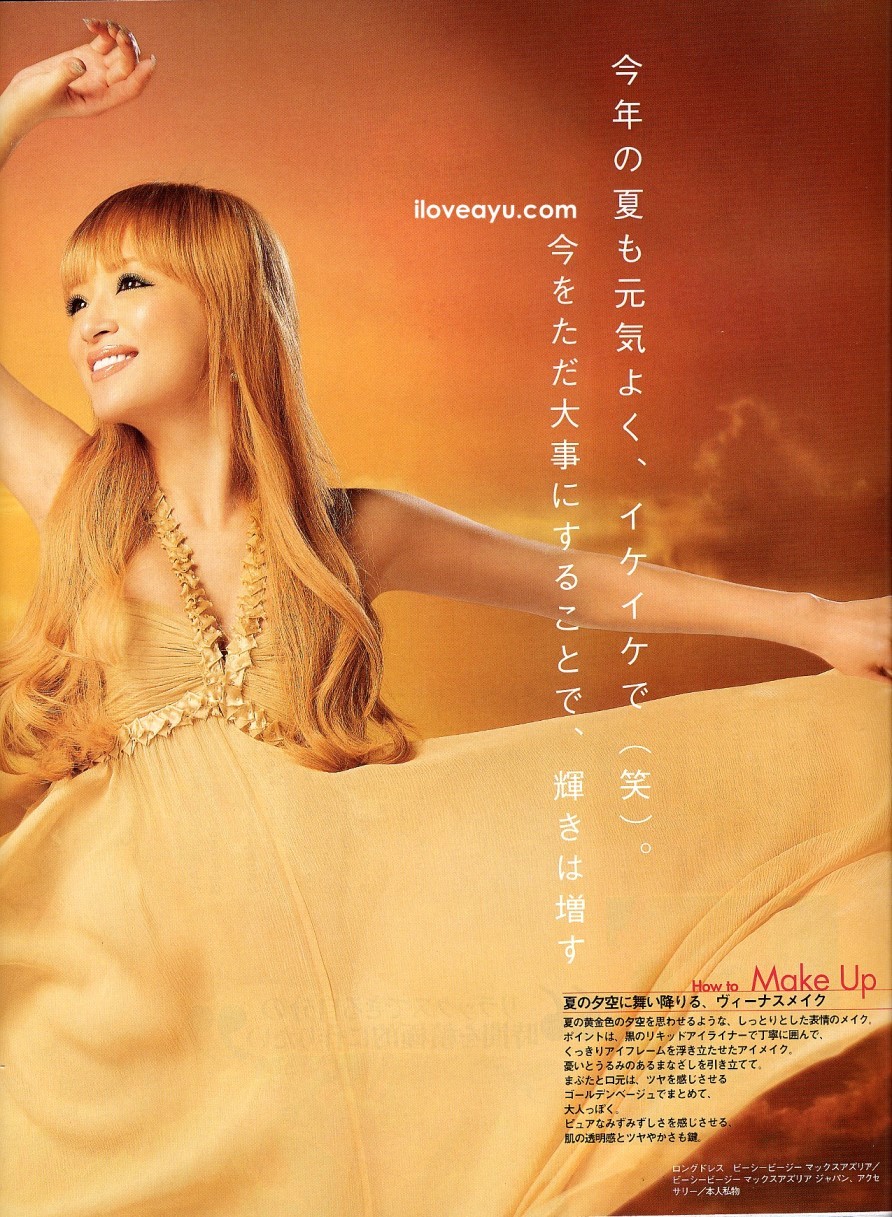 今年の夏も元気よく、イケイケで(笑)。
今をただ大事にすることで、輝きは増す
iloveayu.com
How to Make Up
夏の夕空に舞い降りる、ヴィーナスメイク
夏の黄金色の夕空を思わせるような、しっとりとした表情のメイク。
ポイントは、黒のリキッドアイライナーで丁寧に囲んで、
くっきりアイフレームを浮き立たせたアイメイク。
憂いとうるみのあるまなざしを引き立てて。
まぶたと口元は、ツヤを感じさせる
ゴールデンベージュでまとめて、
大人っぽく。
ピュアなみずみずしさを感じさせる、
肌の透明感とツヤやかさも鍵。
ロングドレス ビーシービージー マックスアズリア/
ビーシービージー マックスアズリア ジャパン、アクセ
サリー/本人私物